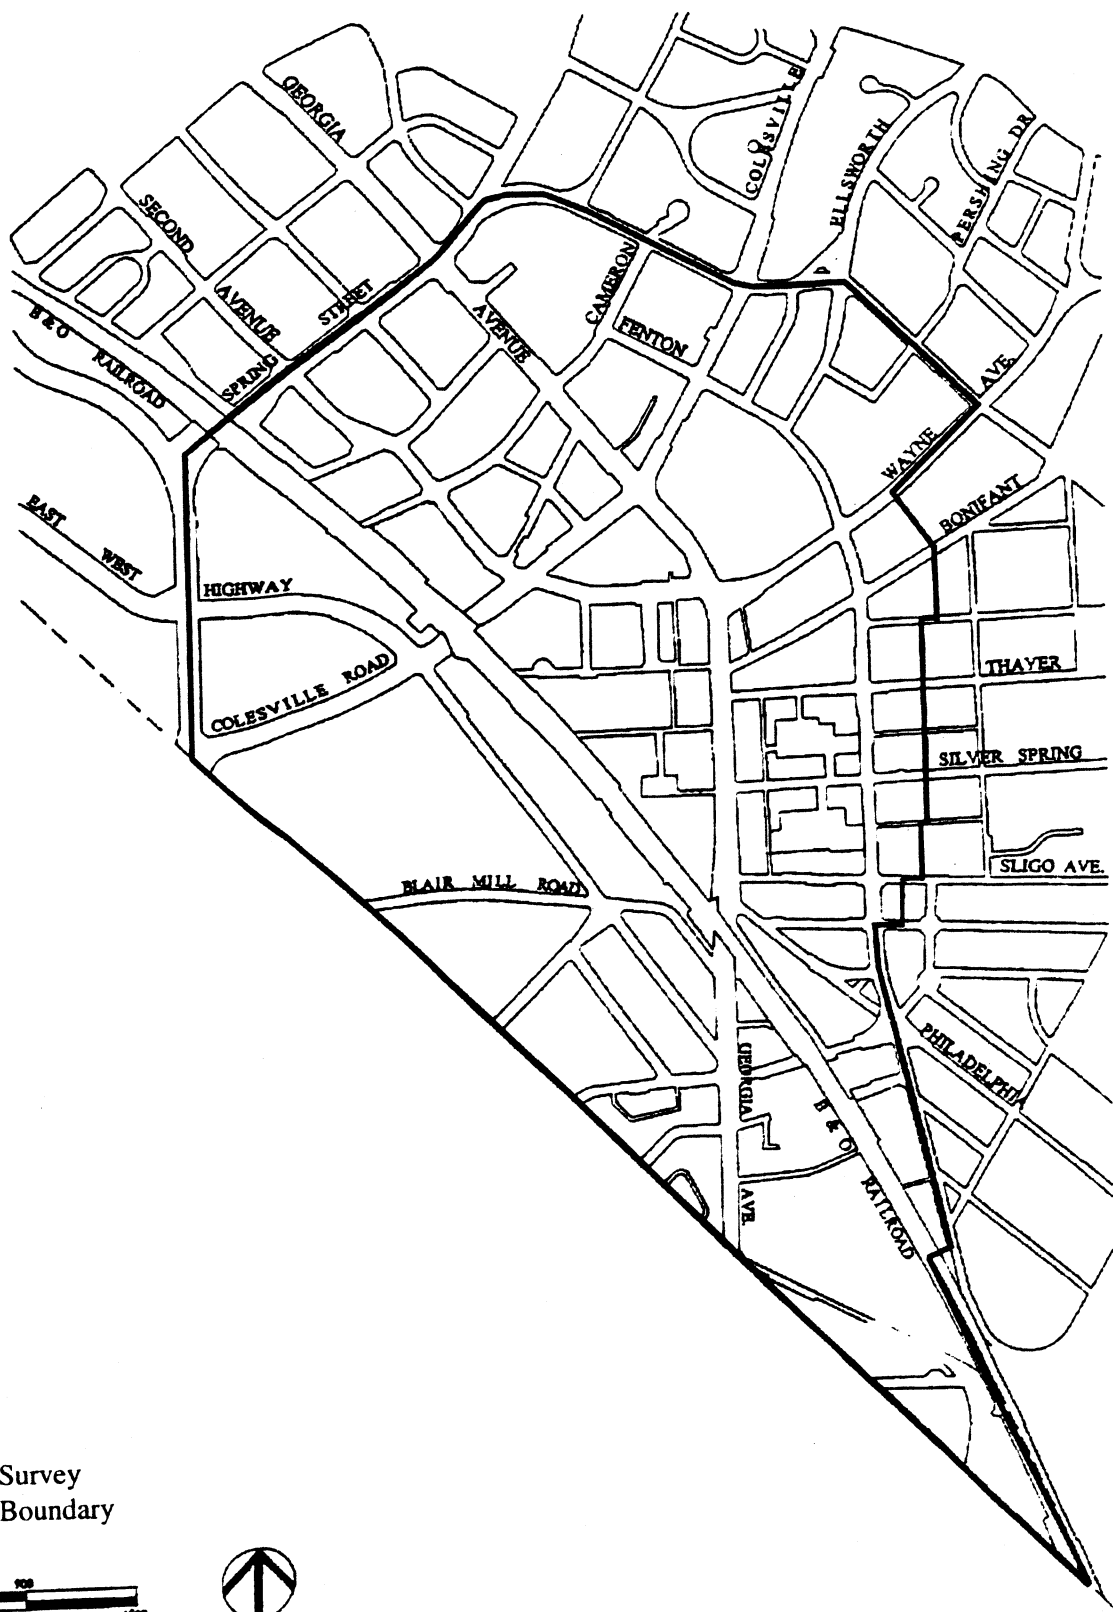 GEORGIA
COLESVILLE
ELLSWORTH
PERSHING DR.
SECOND
AVENUE
SPRING
STREET
CAMERON
AVENUE
FENTON
B & O
RAILROAD
AVE.
WAYNE
BONIFANT
EAST
WEST
HIGHWAY
COLESVILLE ROAD
THAYER
SILVER SPRING
SLIGO AVE.
BLAIR MILL ROAD
PHILADELPHIA
GEORGIA
AVE.
B & O
RAILROAD
Survey
Boundary